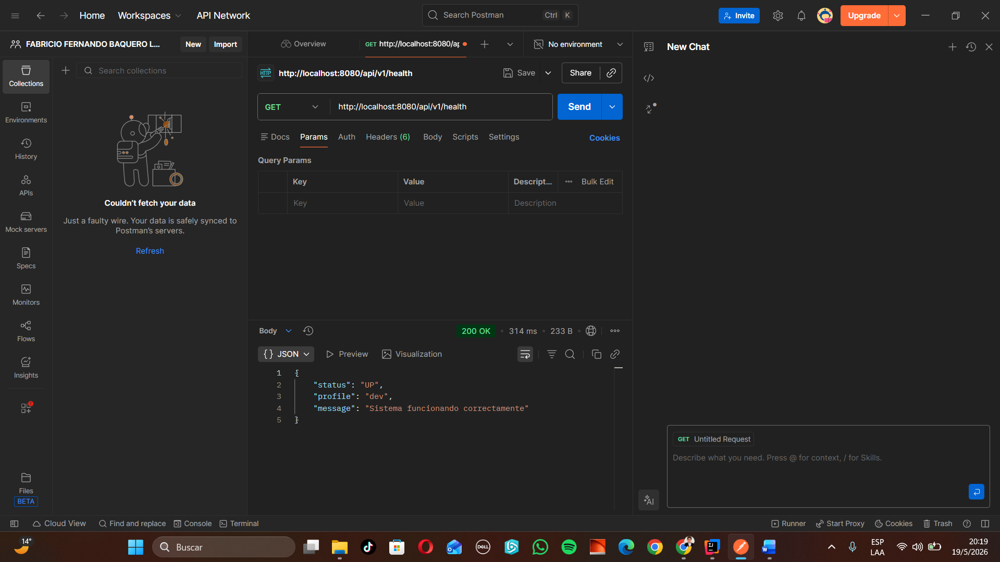 Home
Workspaces
API Network
Search Postman
Ctrl
K
Invite
Upgrade
FABRICIO FERNANDO BAQUERO L...
New
Import
Overview
GET http://localhost:8080/ap
No environment
New Chat
Collections
Search collections
HTTP
http://localhost:8080/api/v1/health
Save
Share
GET
http://localhost:8080/api/v1/health
Send
Environments
Docs
Params
Auth
Headers (6)
Body
Scripts
Settings
Cookies
History
Query Params
Key
Value
Descript...
Bulk Edit
Key
Value
Description
APIs
Couldn’t fetch your data
Just a faulty wire. Your data is safely synced to
Postman’s servers.
Refresh
Mock servers
Specs
Monitors
Flows
Insights
Body
200 OK
314 ms
233 B
{} JSON
Preview
Visualization
1 {
2 "status": "UP",
3 "profile": "dev",
4 "message": "Sistema funcionando correctamente"
5 }
GET Untitled Request
Describe what you need. Press @ for context, / for Skills.
AI
Files
BETA
Cloud View
Find and replace
Console
Terminal
Runner
Start Proxy
Cookies
Trash
14°
Buscar
DELL
IJ
W
ESP
LAA
20:19
19/5/2026